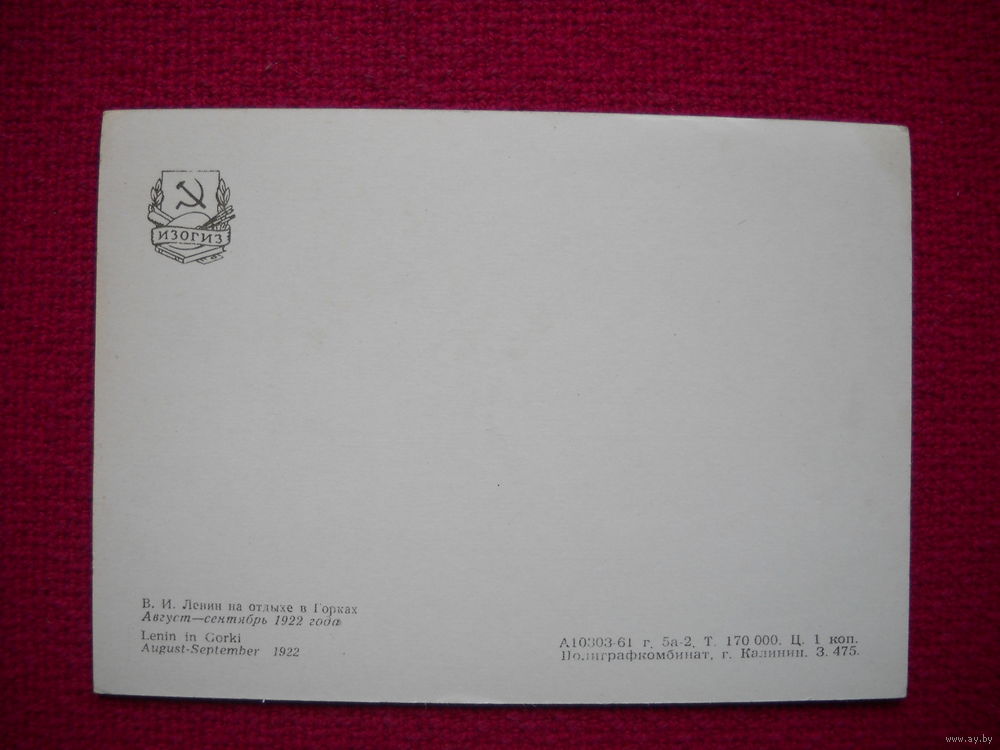 ИЗОГИЗ
В. И. Ленин на отдыхе в Горках
Август—сентябрь 1922 года
Lenin in Gorki
August-September 1922
А10303-61 г. 5а-2, Т. 170 000. Ц. 1 коп.
Полиграфкомбинат, г. Калинин. З. 475.
www.ay.by